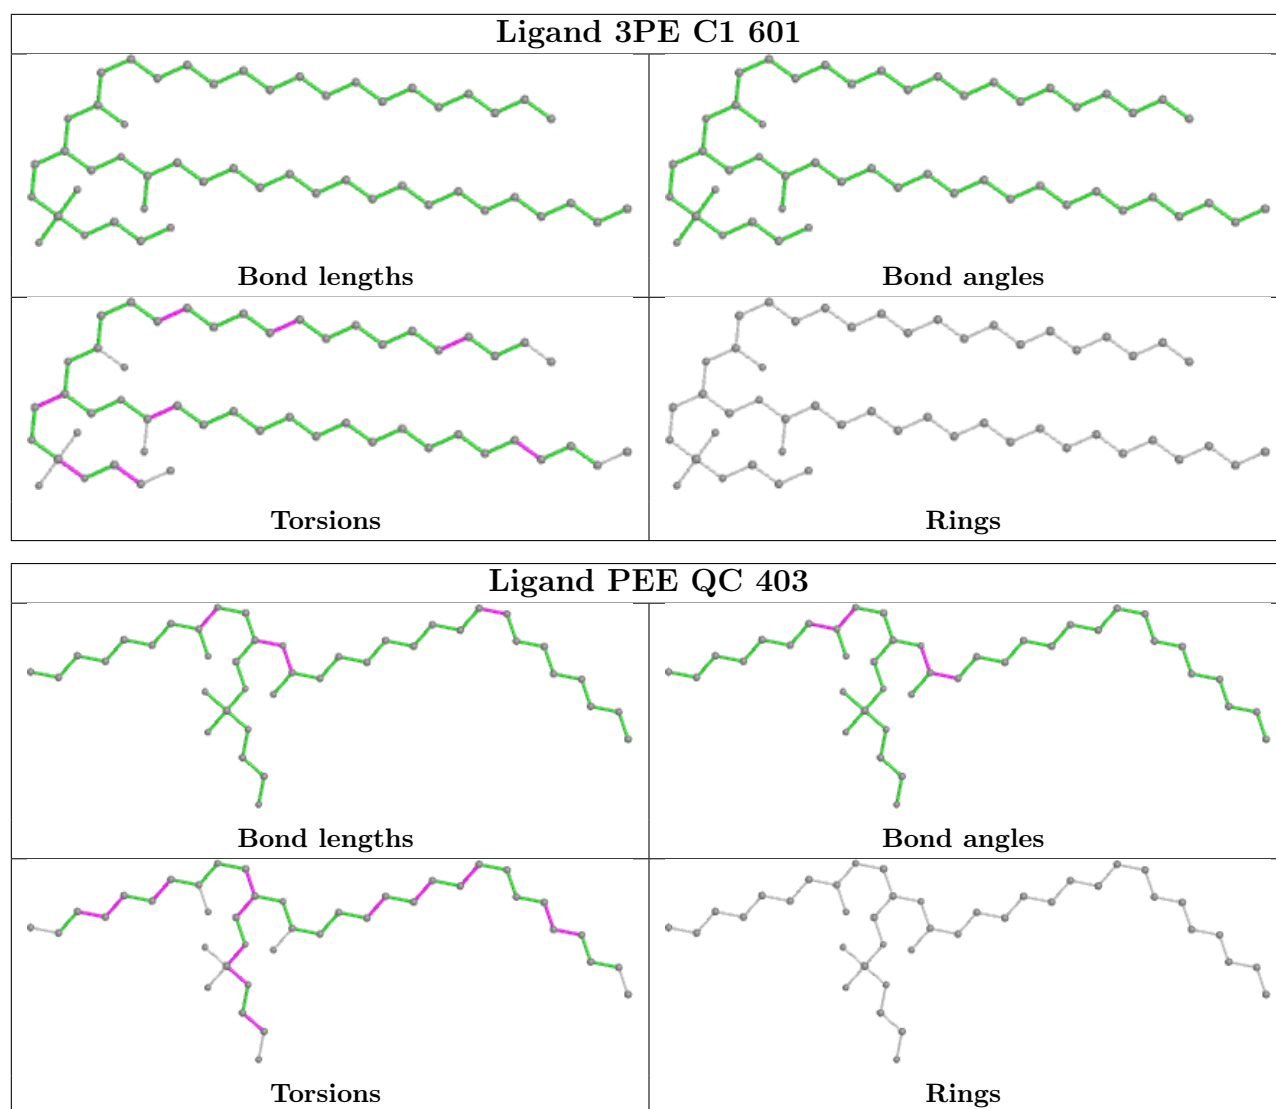 Ligand 3PE C1 601
Bond lengths
Bond angles
Torsions
Rings
Ligand PEE QC 403
Bond lengths
Bond angles
Torsions
Rings